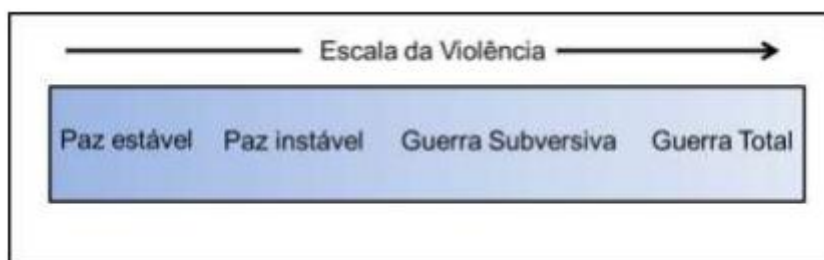 Escala da Violência
Paz estável Paz instável Guerra Subversiva Guerra Total